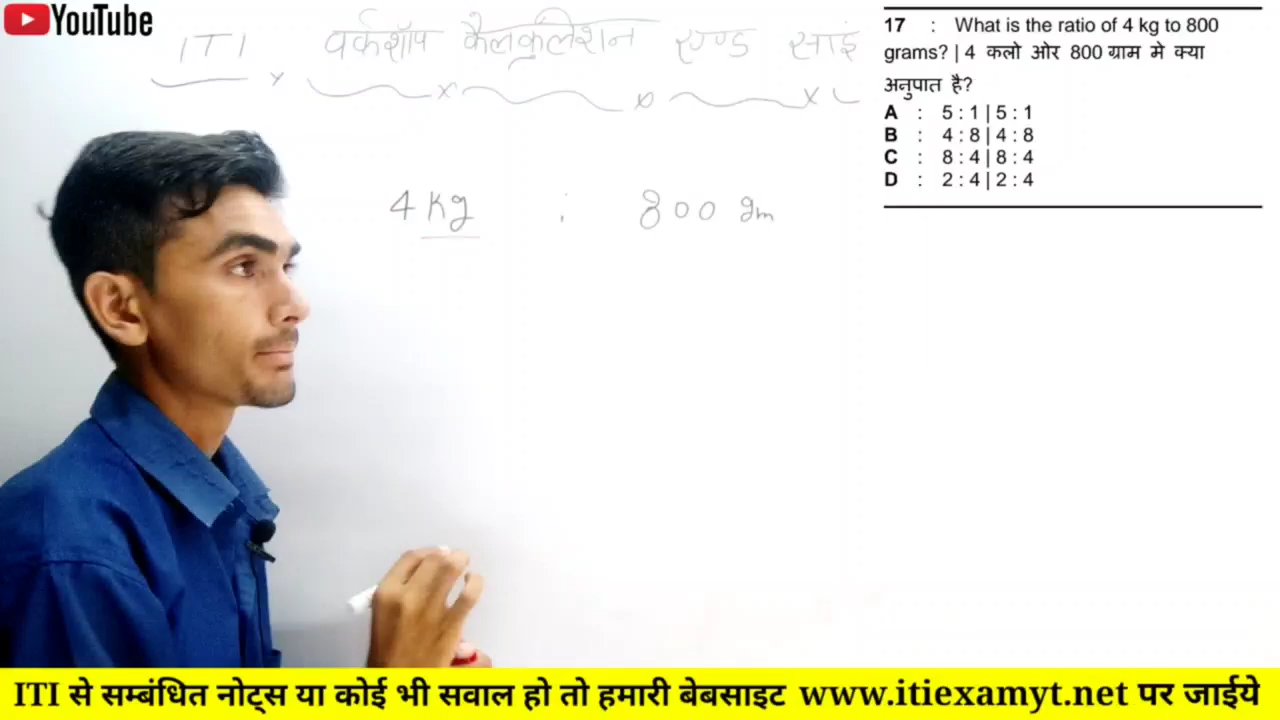 YouTube
ITI वर्कशॉप कैलकुलेशन एण्ड साइं
17 : What is the ratio of 4 kg to 800
grams? | 4 कलो ओर 800 ग्राम मे क्या
अनुपात है?
A : 5 : 1 | 5 : 1
B : 4 : 8 | 4 : 8
C : 8 : 4 | 8 : 4
D : 2 : 4 | 2 : 4
4 Kg : 800 gm
ITI से सम्बंधित नोट्स या कोई भी सवाल हो तो हमारी बेबसाइट www.itiexamyt.net पर जाईये